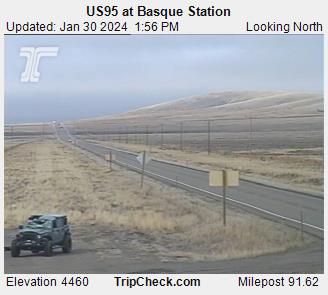 US95 at Basque Station
Updated: Jan 30 2024 1:56 PM Looking North
Elevation 4460 TripCheck.com Milepost 91.62